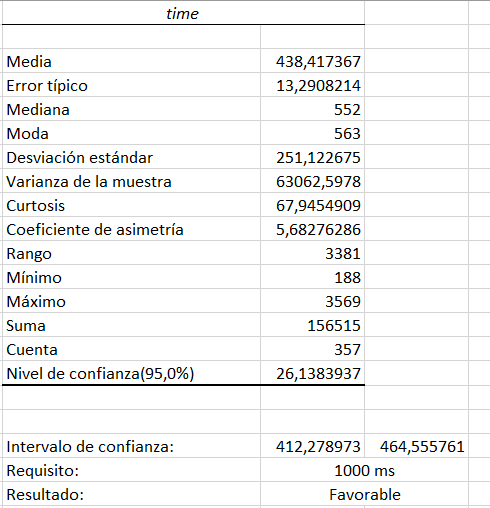 time
Media 438,417367
Error típico 13,2908214
Mediana 552
Moda 563
Desviación estándar 251,122675
Varianza de la muestra 63062,5978
Curtosis 67,9454909
Coeficiente de asimetría 5,68276286
Rango 3381
Mínimo 188
Máximo 3569
Suma 156515
Cuenta 357
Nivel de confianza(95,0%) 26,1383937
Intervalo de confianza: 412,278973 464,555761
Requisito: 1000 ms
Resultado: Favorable